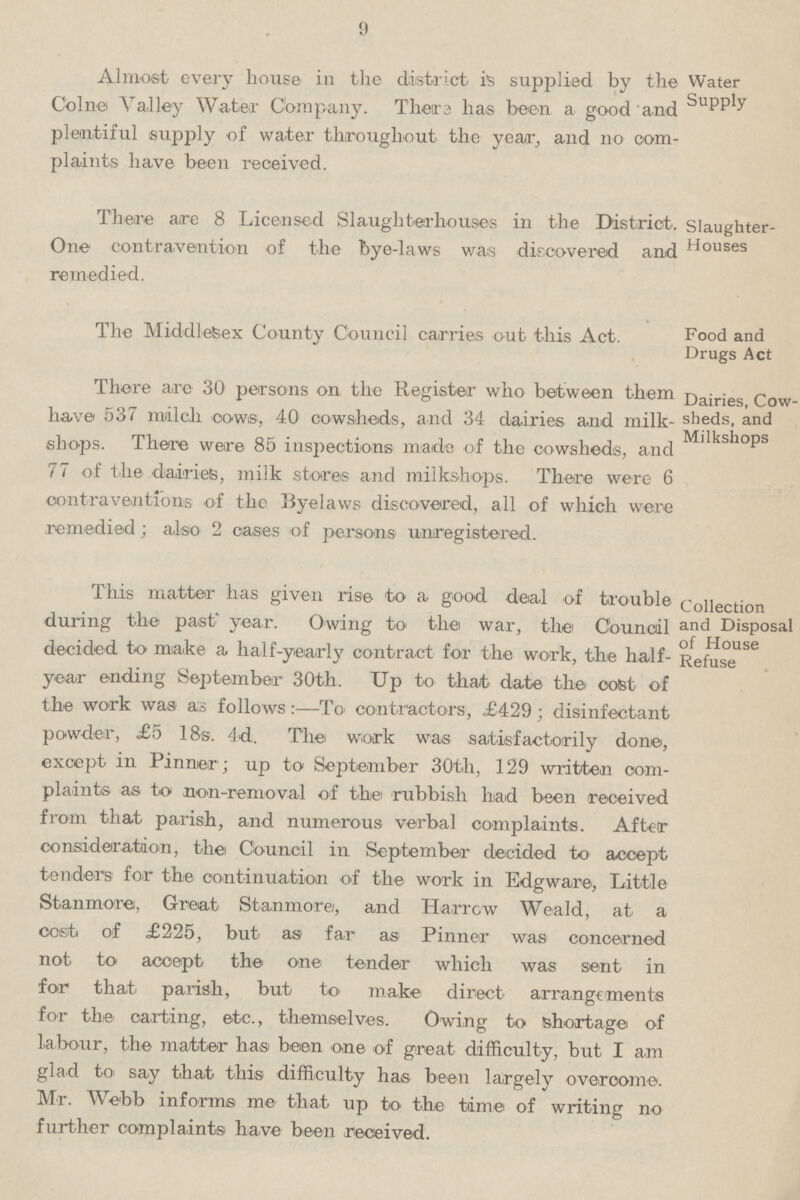 9
Almost every house in the district is supplied by the Water
Colne Valley Water Company. There has been a good and Supply
plentiful supply of water throughout the year, and no com-
plaints have been received.
There are 8 Licensed Slaughterhouses in the District. Slaughter-
One contravention of the bye-laws was discovered and Houses
remedied.
The Middlesex County Council carries out this Act. Food and
Drugs Act
There are 30 persons on the Register who between them Dairies, Cow-
have 537 milch cows, 40 cowsheds, and 34 dairies and milk- sheds, and
shops. There were 85 inspections made of the cowsheds, and Milkshops
77 of the dairies, milk stores and milkshops. There were 6
contraventions of the Byelaws discovered, all of which were
remedied; also 2 cases of persons unregistered.
This matter has given rise to a good deal of trouble Collection
during the past year. Owing to the war, the Council and Disposal
decided to make a half-yearly contract for the work, the half- of House
year ending September 30th. Up to that date the cost of Refuse
the work was as follows:—To contractors, £429; disinfectant
powder, £5 18s. 4d. The work was satisfactorily done,
except in Pinner; up to September 30th, 129 written com-
plaints as to non-removal of the rubbish had been received
from that parish, and numerous verbal complaints. After
consideration, the Council in September decided to accept
tenders for the continuation of the work in Edgware, Little
Stanmore, Great Stanmore, and Harrow Weald, at a
cost of £225, but as far as Pinner was concerned
not to accept the one tender which was sent in
for that parish, but to make direct arrangements
for the carting, etc., themselves. Owing to shortage of
labour, the matter has been one of great difficulty, but I am
glad to say that this difficulty has been largely overcome.
Mr. Webb informs me that up to the time of writing no
further complaints have been received.